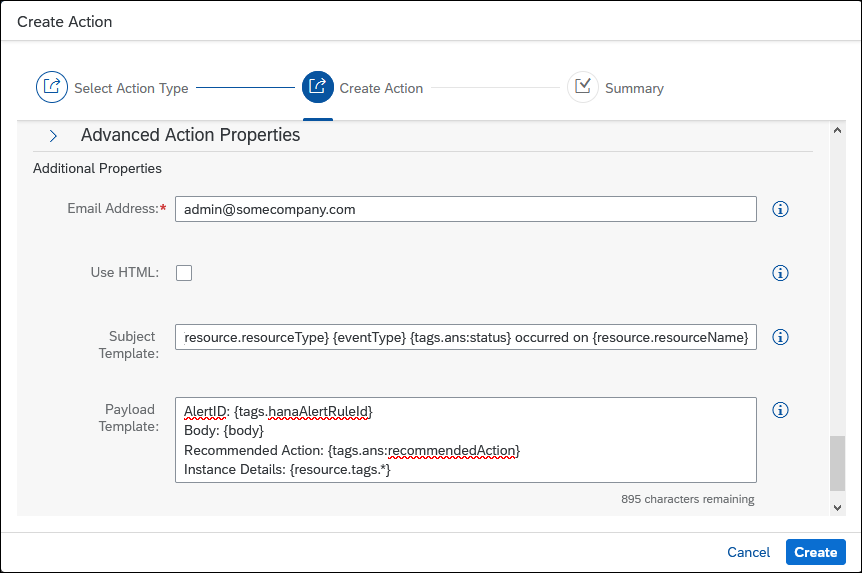 Create Action
Select Action Type
Create Action
Summary
Advanced Action Properties
Additional Properties
Email Address:*
admin@somecompany.com
Use HTML:
Subject
Template:
resource.resourceType} {eventType} {tags.ans:status} occurred on {resource.resourceName}
Payload
Template:
AlertID: {tags.hanaAlertRuleId}
Body: {body}
Recommended Action: {tags.ans:recommendedAction}
Instance Details: {resource.tags.*}
895 characters remaining
Cancel
Create